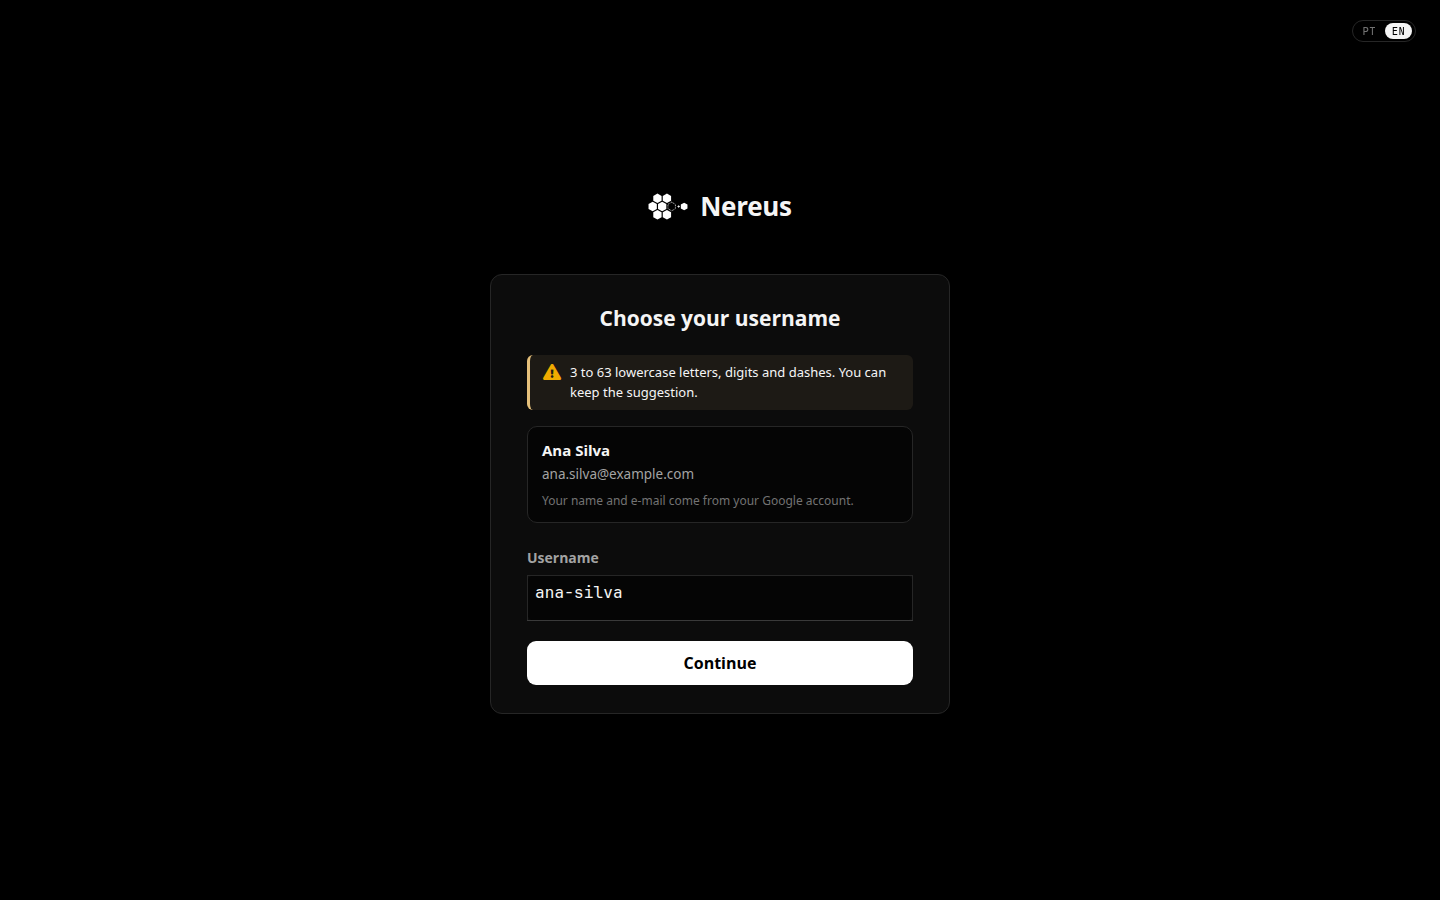 PT EN
Nereus
Choose your username
3 to 63 lowercase letters, digits and dashes. You can
keep the suggestion.
Ana Silva
ana.silva@example.com
Your name and e-mail come from your Google account.
Username
ana-silva
Continue